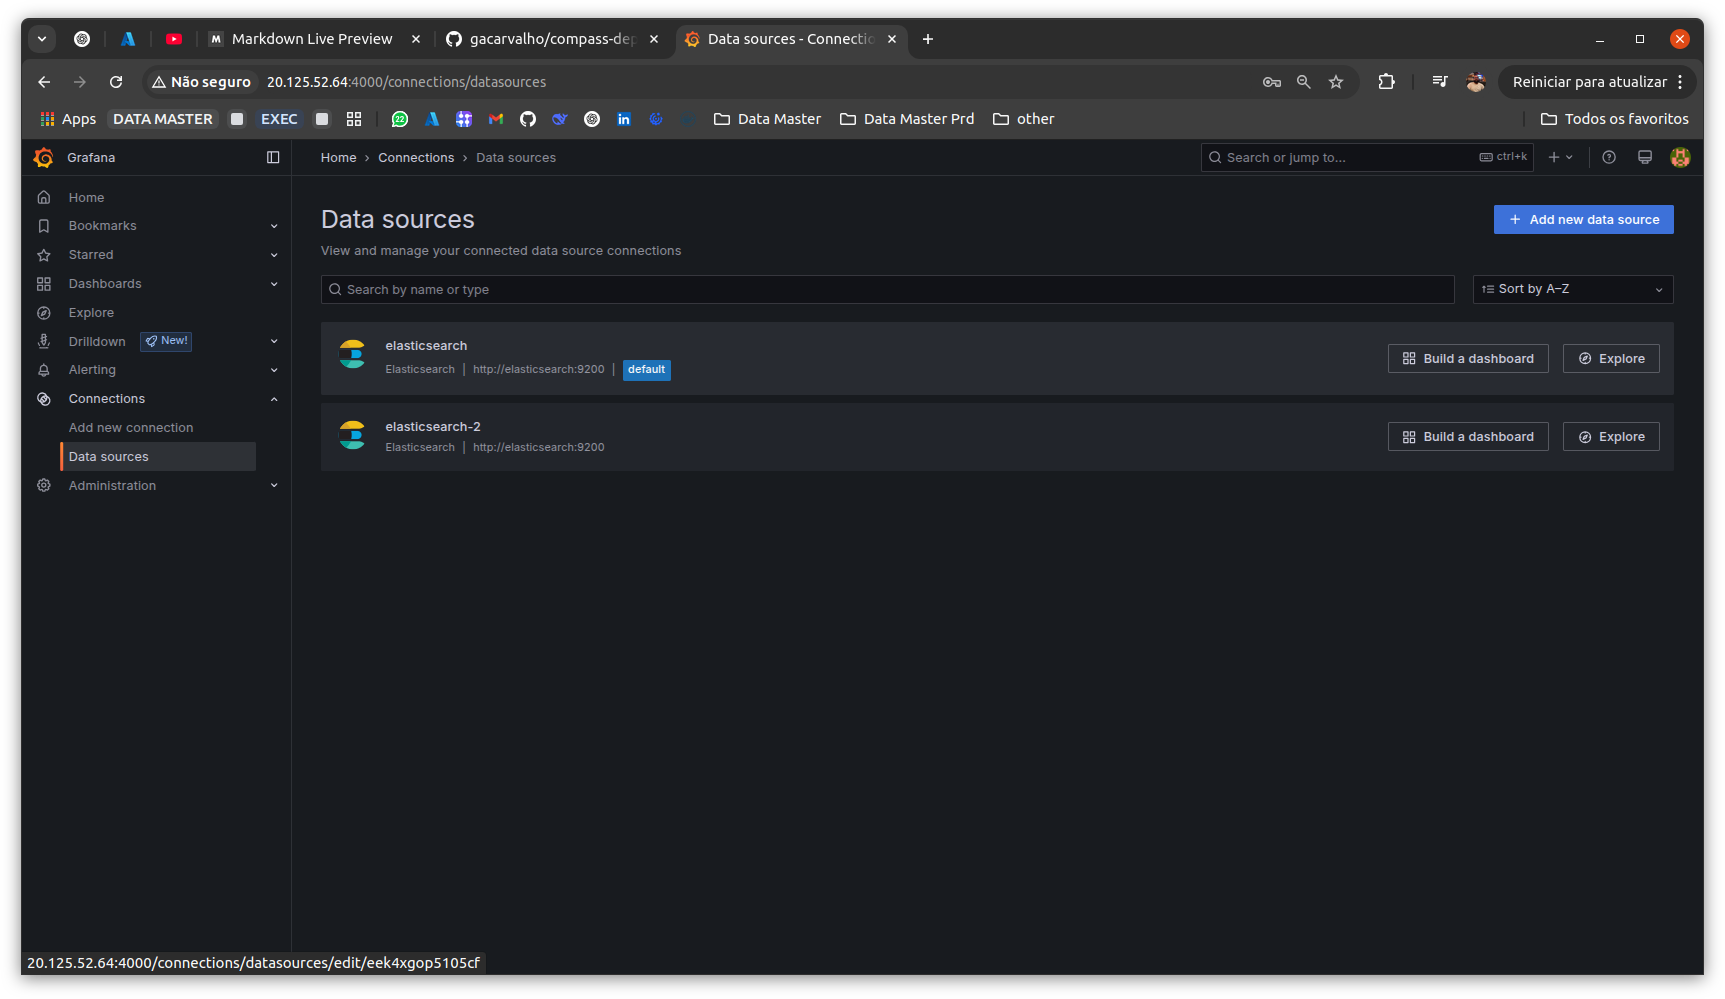 Markdown Live Preview
gacarvalho/compass-dep
Data sources - Connectio
Não seguro
20.125.52.64:4000/connections/datasources
Reiniciar para atualizar
Apps
DATA MASTER
EXEC
22
in
Data Master
Data Master Prd
other
Todos os favoritos
Grafana
Home › Connections › Data sources
Search or jump to...
ctrl+k
Home
Bookmarks
Starred
Dashboards
Explore
Drilldown
New!
Alerting
Connections
Add new connection
Data sources
Administration
Data sources
View and manage your connected data source connections
Add new data source
Search by name or type
Sort by A–Z
elasticsearch
Elasticsearch | http://elasticsearch:9200 | default
Build a dashboard
Explore
elasticsearch-2
Elasticsearch | http://elasticsearch:9200
Build a dashboard
Explore
20.125.52.64:4000/connections/datasources/edit/eek4xgop5105cf